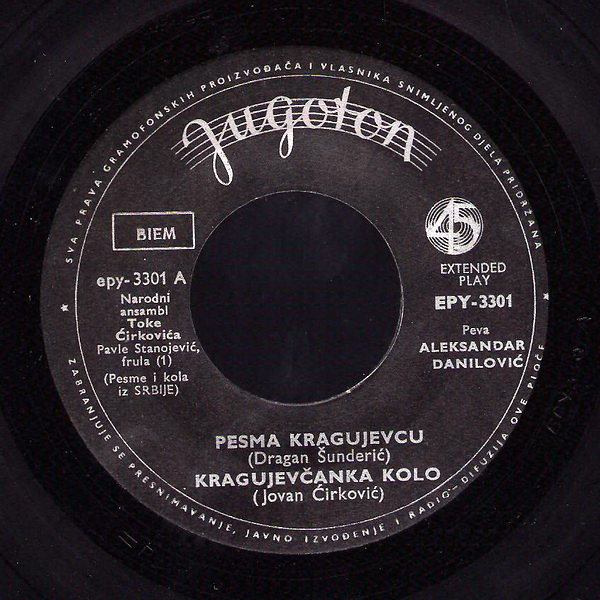 SVA PRAVA GRAMOFONSKIH PROIZVOĐAČA I VLASNIKA SNIMLJENOG DJELA PRIDRŽANA
Jugoton
BIEM
epy-3301 A
Narodni
ansambl
Toke
Ćirkovića
Pavle Stanojević,
frula (1)
(Pesme i kola
iz SRBIJE)
45
EXTENDED
PLAY
EPY-3301
Peva
ALEKSANDAR
DANILOVIĆ
PESMA KRAGUJEVCU
(Dragan Šunderić)
KRAGUJEVČANKA KOLO
(Jovan Ćirković)
ZABRANJUJE SE PRESNIMAVANJE, JAVNO IZVOĐENJE I RADIO-DIFUZIJA OVE PLOČE